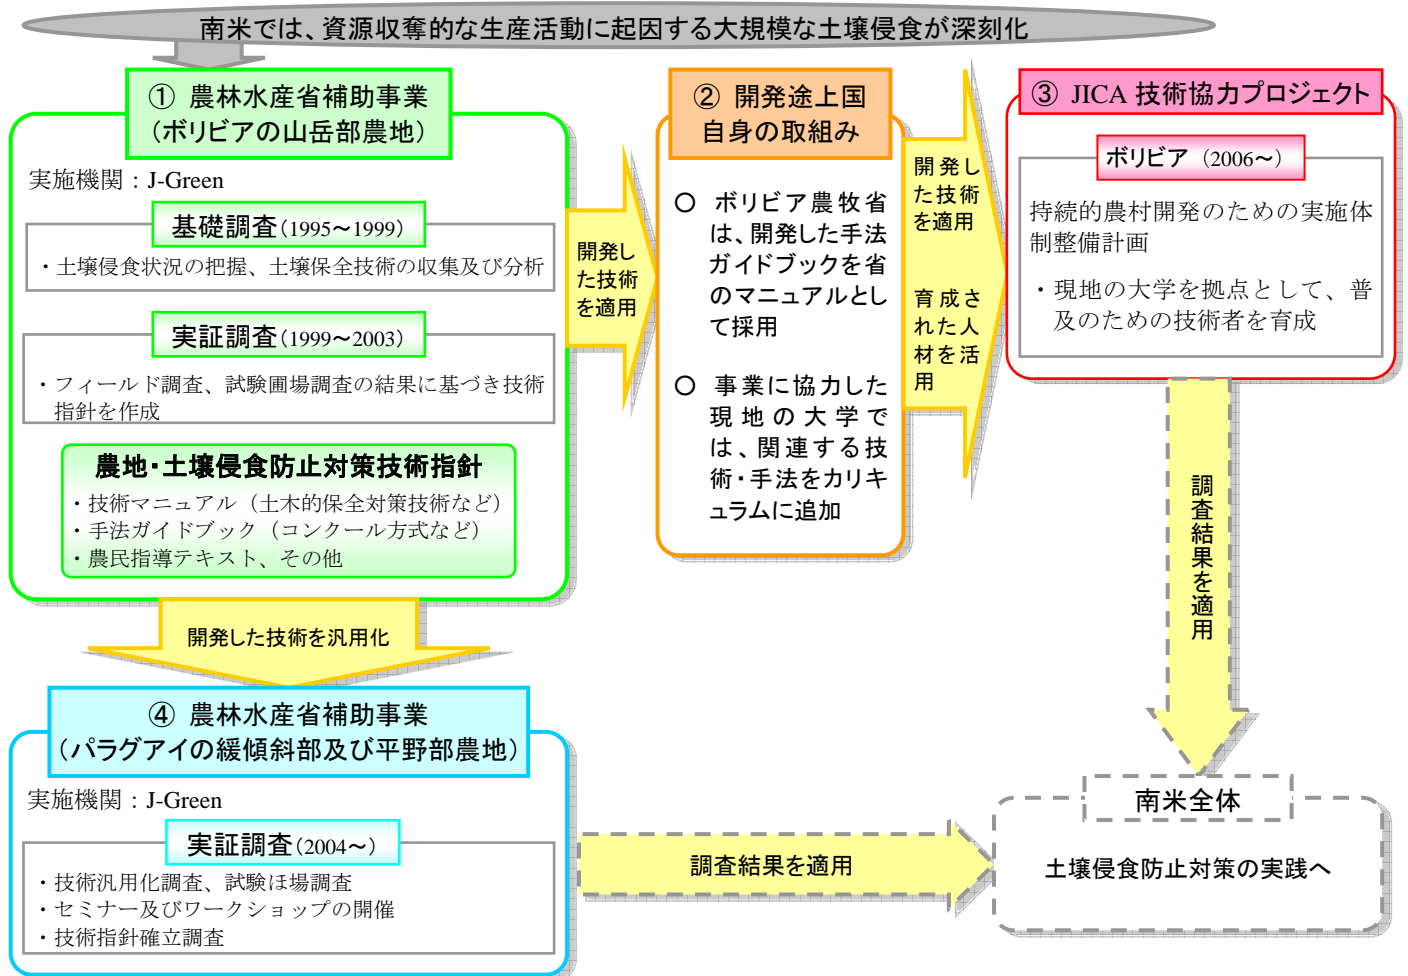 南米では、資源収奪的な生産活動に起因する大規模な土壌侵食が深刻化
① 農林水産省補助事業
（ボリビアの山岳部農地）
実施機関：J-Green
基礎調査(1995～1999)
・土壌侵食状況の把握、土壌保全技術の収集及び分析
実証調査(1999～2003)
・フィールド調査、試験圃場調査の結果に基づき技術
指針を作成
農地・土壌侵食防止対策技術指針
・技術マニュアル（土木的保全対策技術など）
・手法ガイドブック（コンクール方式など）
・農民指導テキスト、その他
開発し
た技術
を適用
② 開発途上国
自身の取組み
○ ボリビア農牧省
は、開発した手法
ガイドブックを省
のマニュアルとし
て採用
○ 事業に協力した
現地の大学で
は、関連する技
術・手法をカリキ
ュラムに追加
開発し
た技術
を適用
育成さ
れた人
材を活
用
③ JICA 技術協力プロジェクト
ボリビア（2006～）
持続的農村開発のための実施体
制整備計画
・現地の大学を拠点として、普
及のための技術者を育成
調査結果を適用
開発した技術を汎用化
④ 農林水産省補助事業
（パラグアイの緩傾斜部及び平野部農地）
実施機関：J-Green
実証調査(2004～)
・技術汎用化調査、試験ほ場調査
・セミナー及びワークショップの開催
・技術指針確立調査
調査結果を適用
南米全体
土壌侵食防止対策の実践へ